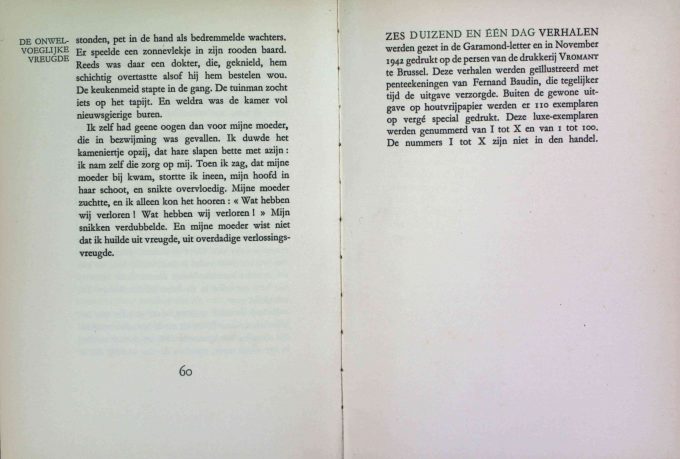 DE ONWEL-
VOEGLIJKE
VREUGDE
stonden, pet in de hand als bedremmelde wachters.
Er speelde een zonnevlekje in zijn rooden baard.
Reeds was daar een dokter, die, geknield, hem
schichtig overtastte alsof hij hem bestelen wou.
De keukenmeid stapte in de gang. De tuinman zocht
iets op het tapijt. En weldra was de kamer vol
nieuwsgierige buren.
Ik zelf had geene oogen dan voor mijne moeder,
die in bezwijming was gevallen. Ik duwde het
kameniertje opzij, dat hare slapen bette met azijn :
ik nam zelf die zorg op mij. Toen ik zag, dat mijne
moeder bij kwam, stortte ik ineen, mijn hoofd in
haar schoot, en snikte overvloedig. Mijne moeder
zuchtte, en ik alleen kon het hooren : « Wat hebben
wij verloren ! Wat hebben wij verloren ! » Mijn
snikken verdubbelde. En mijne moeder wist niet
dat ik huilde uit vreugde, uit overdadige verlossings-
vreugde.
60
ZES DUIZEND EN ÉÉN DAG VERHALEN
werden gezet in de Garamond-letter en in November
1942 gedrukt op de persen van de drukkerij VROMANT
te Brussel. Deze verhalen werden geïllustreerd met
penteekeningen van Fernand Baudin, die tegelijker
tijd de uitgave verzorgde. Buiten de gewone uit-
gave op houtvrijpapier werden er 110 exemplaren
op vergé special gedrukt. Deze luxe-exemplaren
werden genummerd van I tot X en van 1 tot 100.
De nummers I tot X zijn niet in den handel.